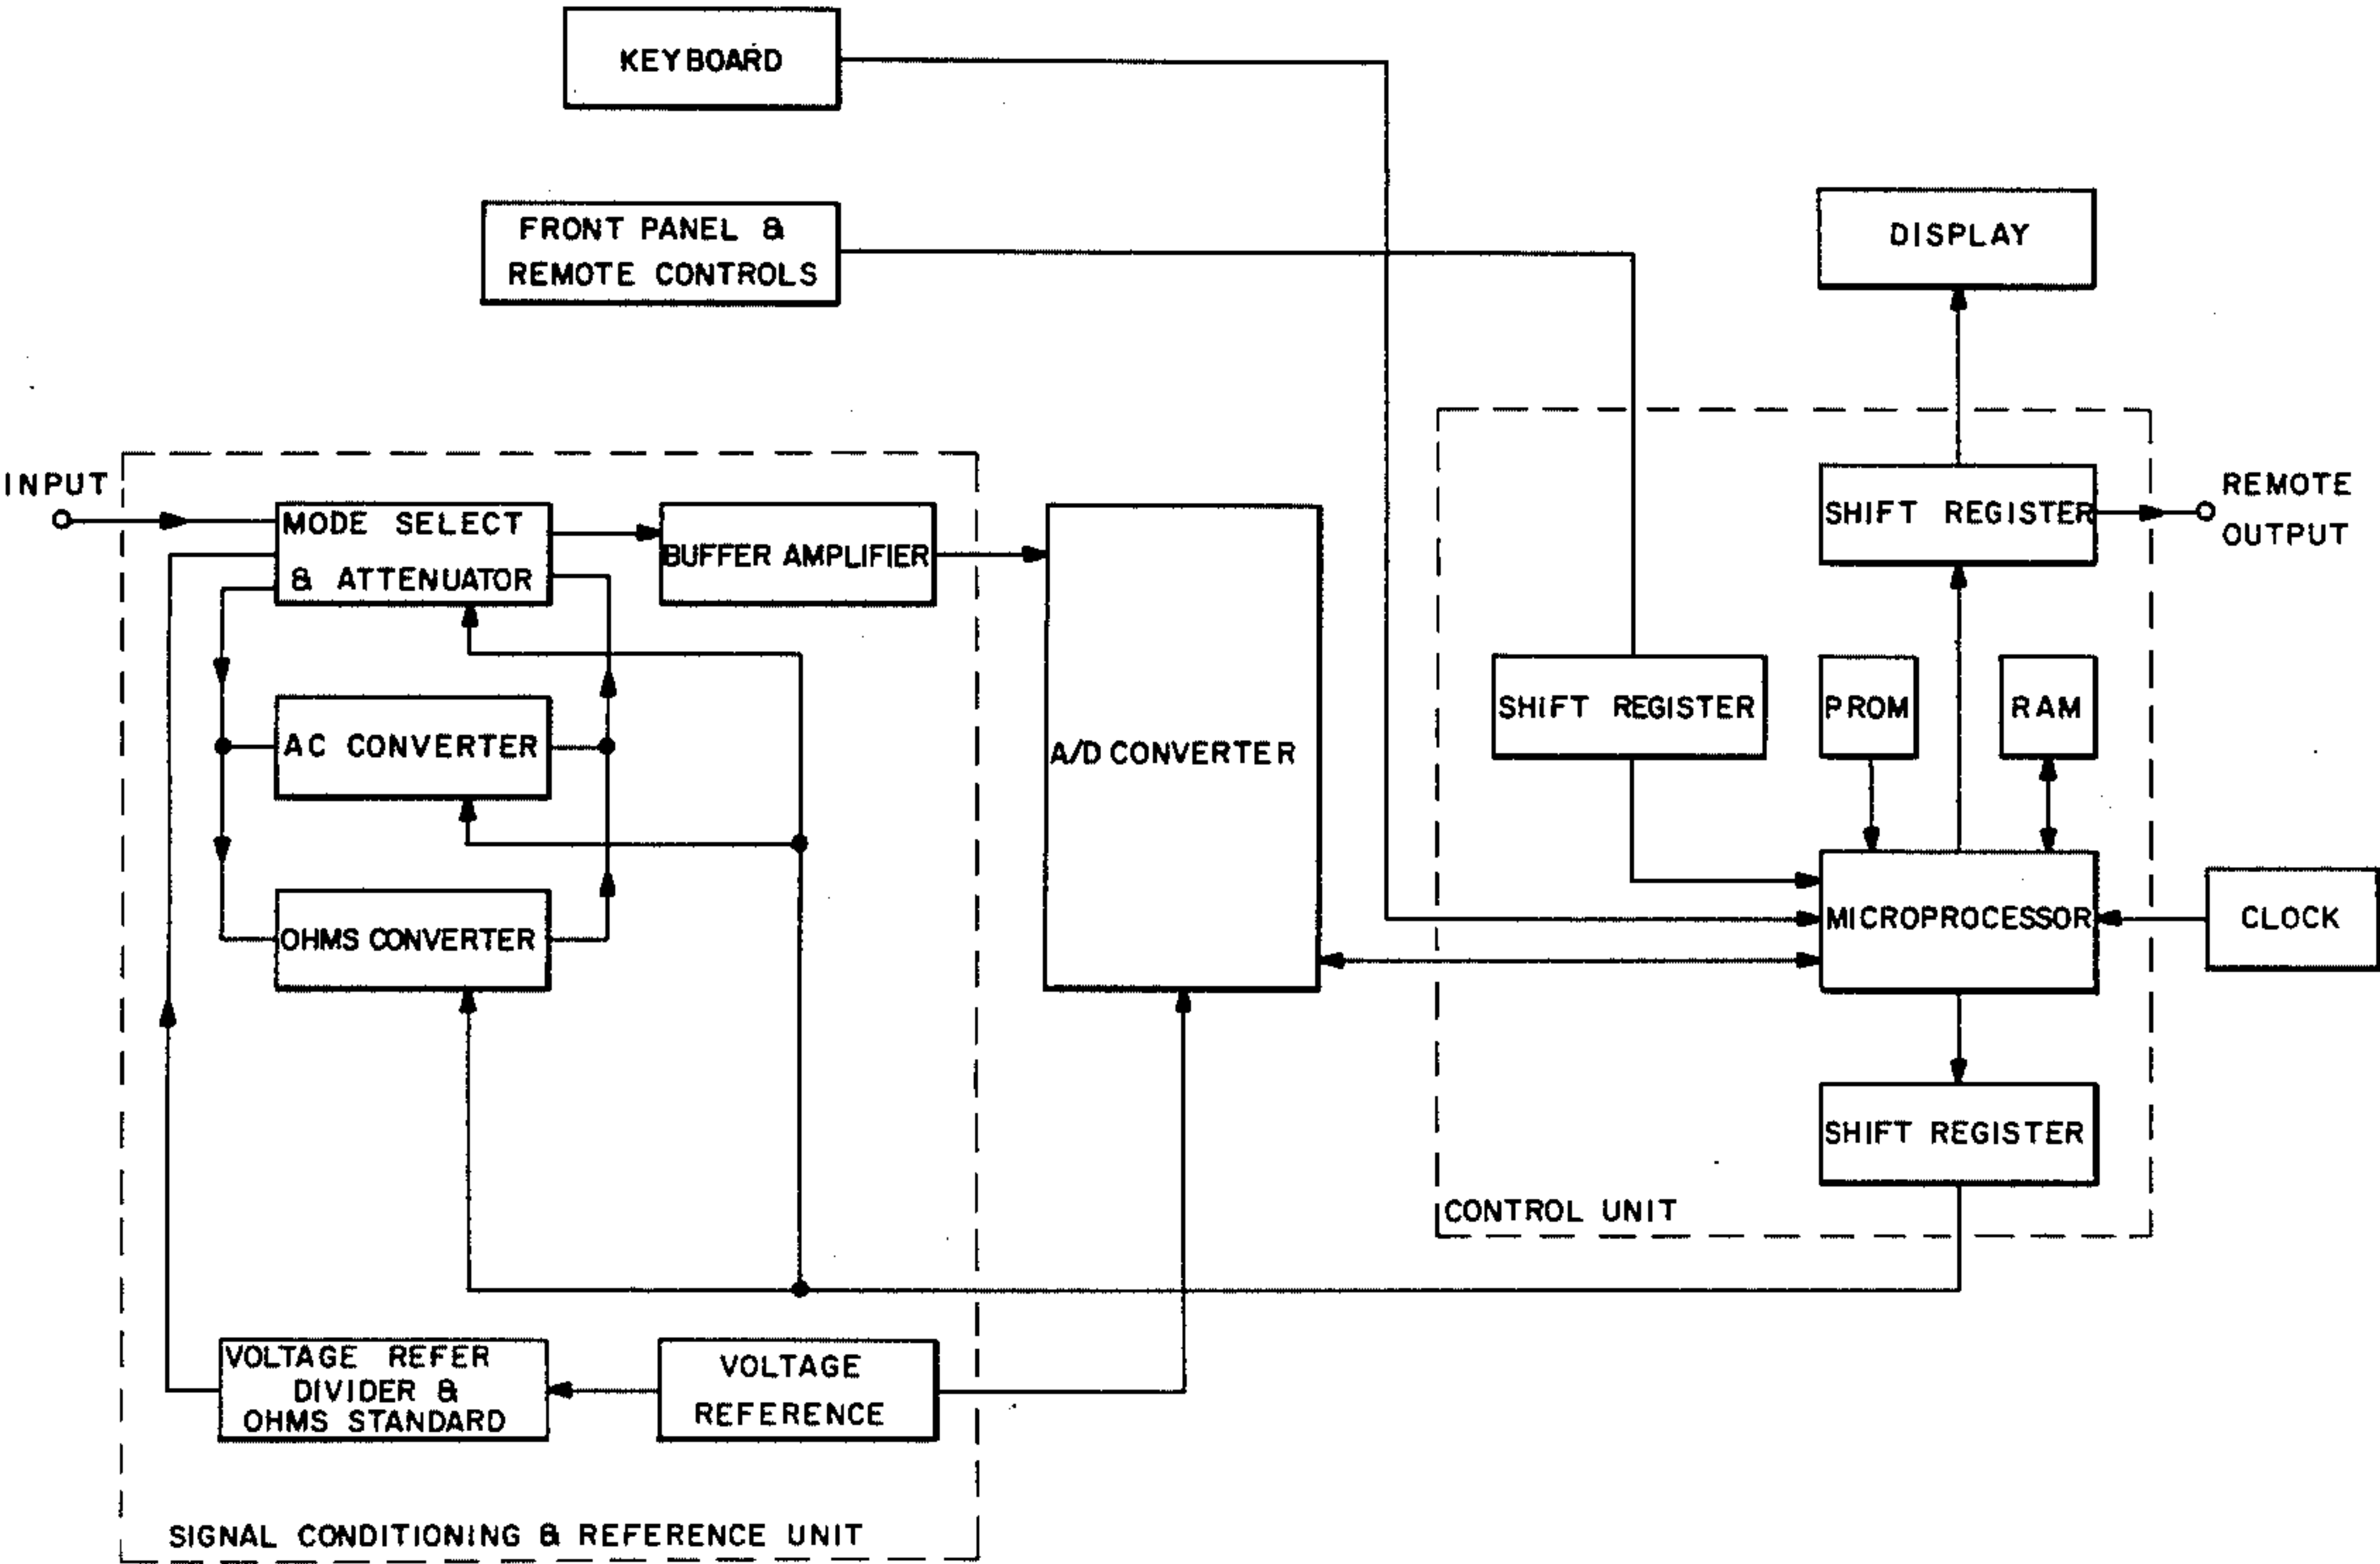 KEYBOARD
FRONT PANEL &
REMOTE CONTROLS
DISPLAY
INPUT
MODE SELECT
& ATTENUATOR
BUFFER AMPLIFIER
SHIFT REGISTER
REMOTE
OUTPUT
AC CONVERTER
A/D CONVERTER
SHIFT REGISTER
PROM
RAM
OHMS CONVERTER
MICROPROCESSOR
CLOCK
SHIFT REGISTER
CONTROL UNIT
VOLTAGE REFER
DIVIDER &
OHMS STANDARD
VOLTAGE
REFERENCE
SIGNAL CONDITIONING & REFERENCE UNIT